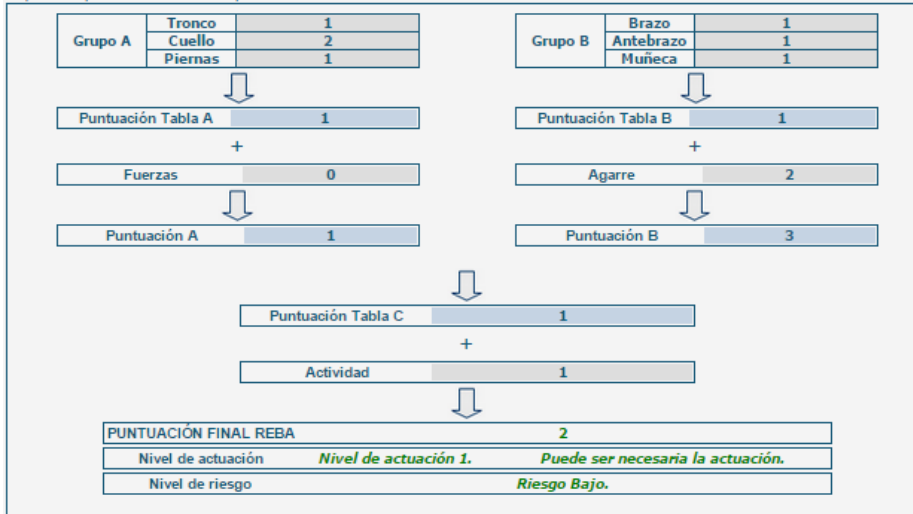 Grupo A
Tronco 1
Cuello 2
Piernas 1
Grupo B
Brazo 1
Antebrazo 1
Muñeca 1
Puntuación Tabla A 1
Puntuación Tabla B 1
+ +
Fuerzas 0
Agarre 2
Puntuación A 1
Puntuación B 3
Puntuación Tabla C 1
+
Actividad 1
PUNTUACIÓN FINAL REBA 2
Nivel de actuación Nivel de actuación 1. Puede ser necesaria la actuación.
Nivel de riesgo Riesgo Bajo.